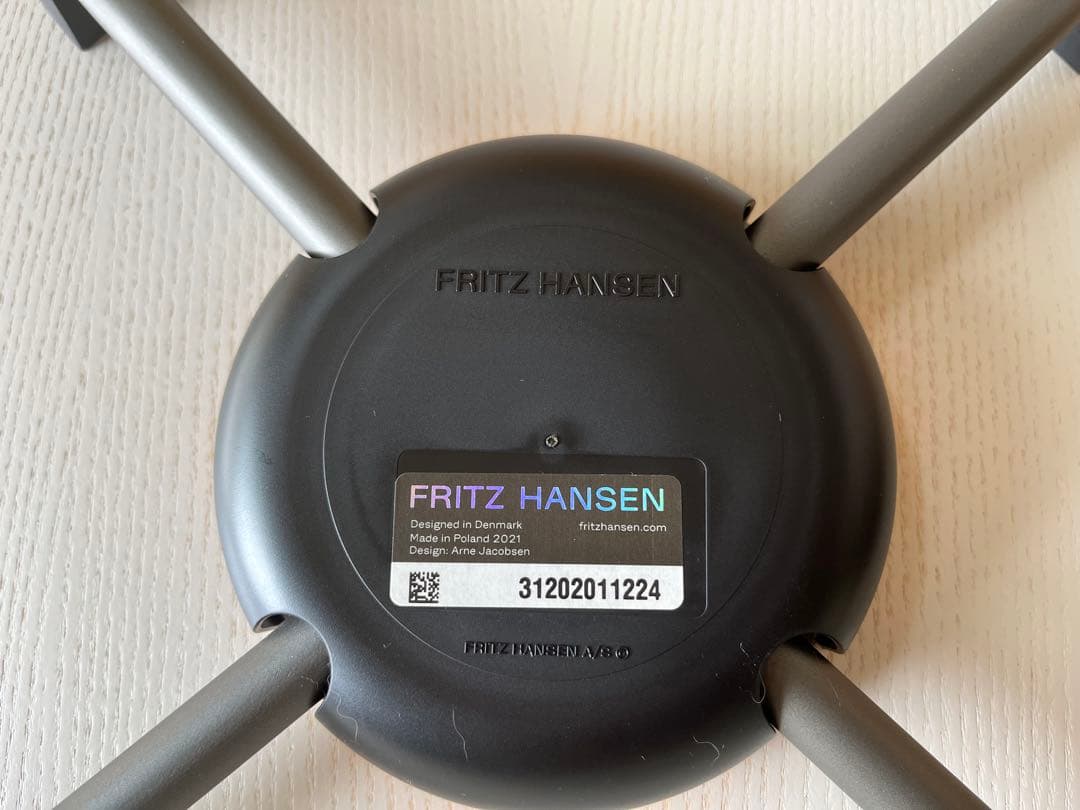 FRITZ HANSEN
FRITZ HANSEN
Designed in Denmark fritzhansen.com
Made in Poland 2021
Design: Arne Jacobsen
31202011224
FRITZ HANSEN A/S ®